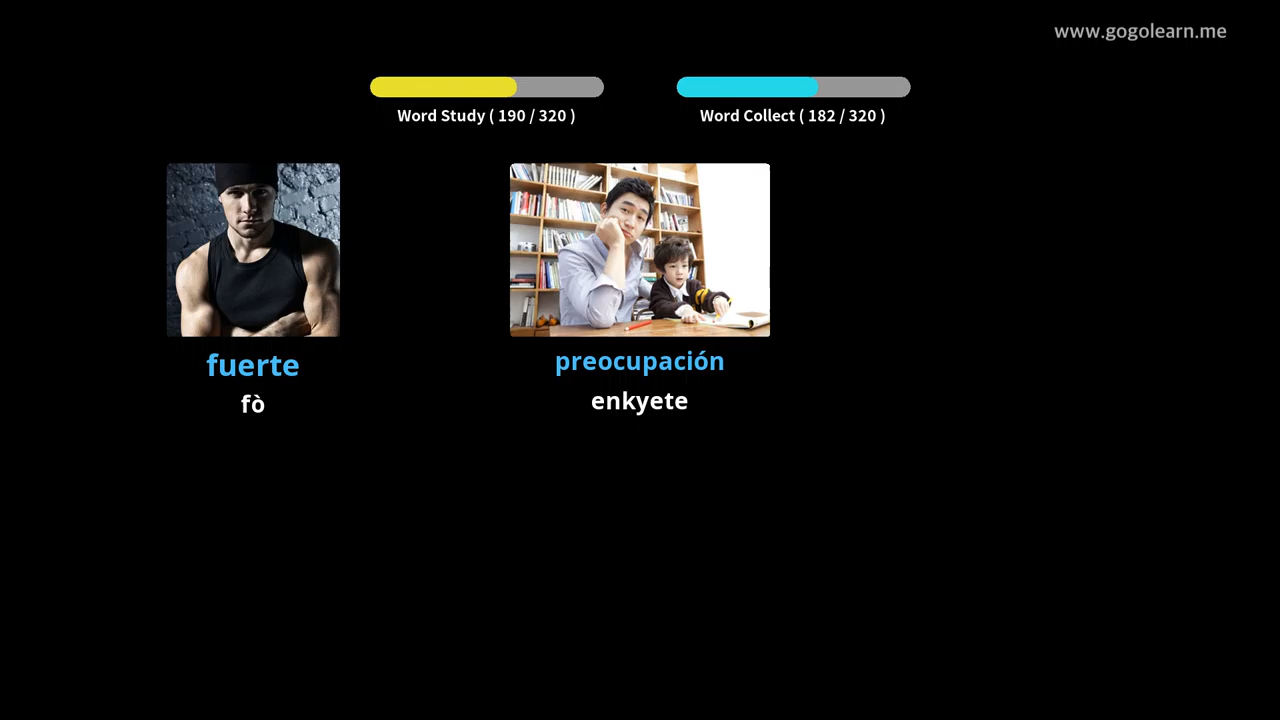 www.gogolearn.me
Word Study ( 190 / 320 )
Word Collect ( 182 / 320 )
fuerte
fò
preocupación
enkyete